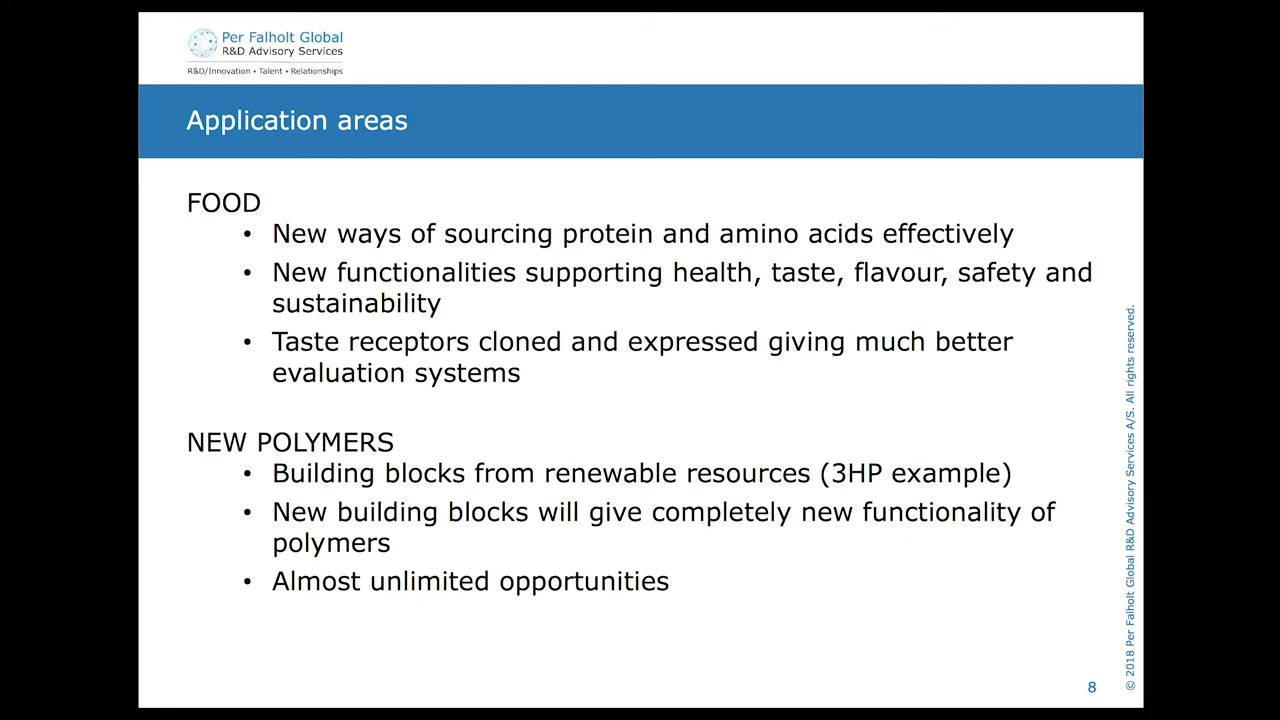 Per Falholt Global
R&D Advisory Services
R&D/Innovation • Talent • Relationships
Application areas
FOOD
• New ways of sourcing protein and amino acids effectively
• New functionalities supporting health, taste, flavour, safety and
sustainability
• Taste receptors cloned and expressed giving much better
evaluation systems
NEW POLYMERS
• Building blocks from renewable resources (3HP example)
• New building blocks will give completely new functionality of
polymers
• Almost unlimited opportunities
© 2018 Per Falholt Global R&D Advisory Services A/S. All rights reserved.
8